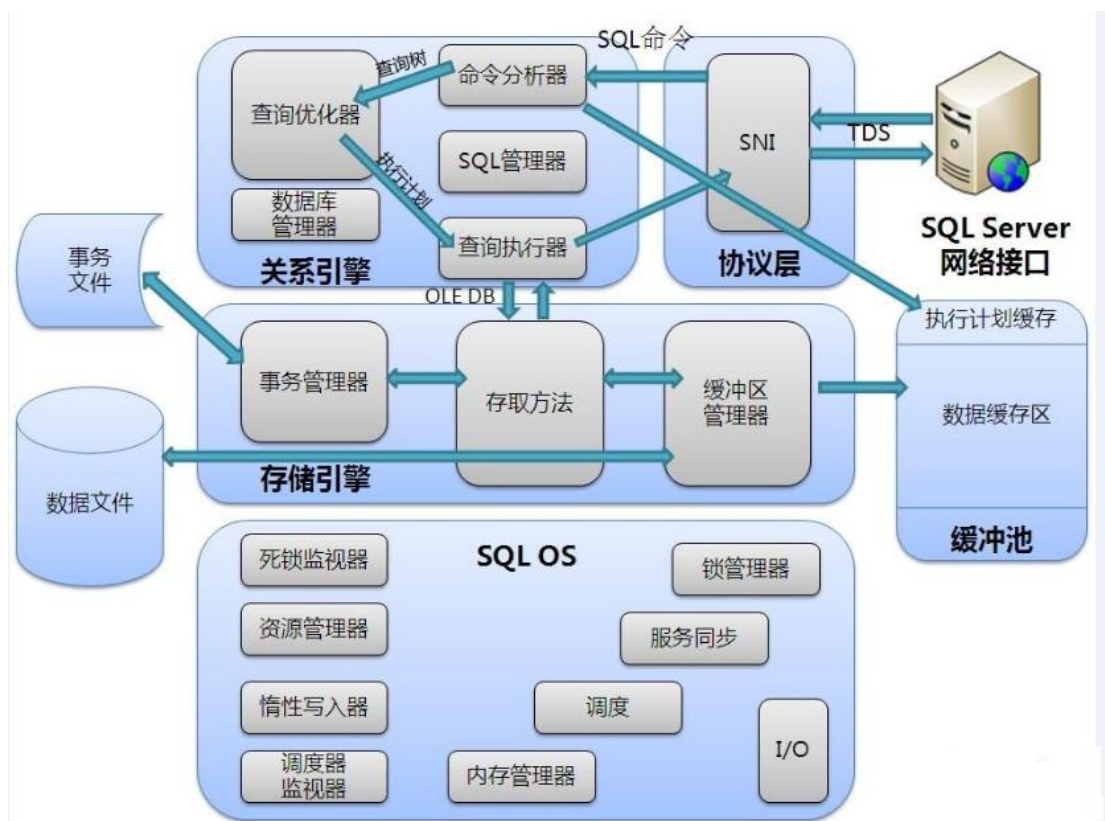 SQL命令
查询树
命令分析器
查询优化器
SNI
TDS
SQL管理器
执行计划
数据库
管理器
查询执行器
关系引擎
协议层
SQL Server
网络接口
事务
文件
OLE DB
执行计划缓存
事务管理器
存取方法
缓冲区
管理器
数据缓存区
存储引擎
数据文件
缓冲池
SQL OS
死锁监视器
锁管理器
资源管理器
服务同步
惰性写入器
调度
I/O
调度器
监视器
内存管理器